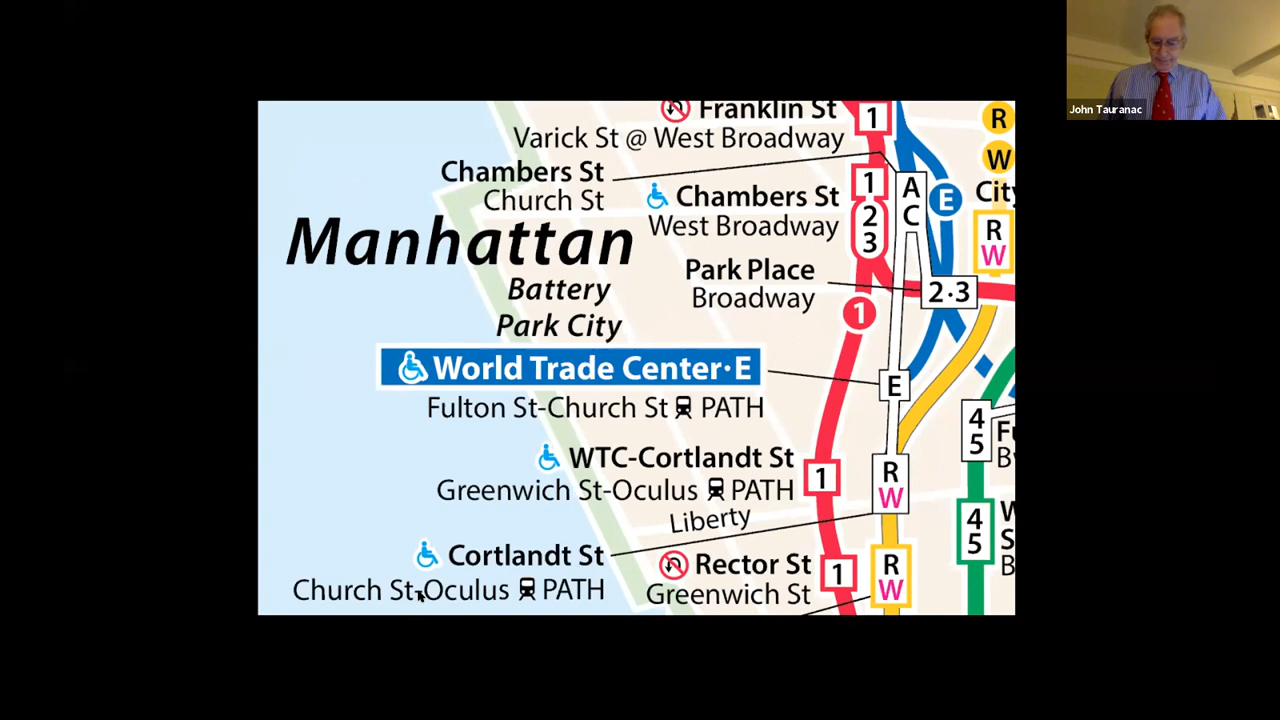 John Tauranac
Franklin St
Varick St @ West Broadway
1
R
W
Chambers St
Church St
Chambers St
West Broadway
1
2
3
A
C
E
City
R
W
Manhattan
Battery
Park City
Park Place
Broadway
2·3
1
World Trade Center·E
Fulton St-Church St PATH
E
4
5
WTC-Cortlandt St
Greenwich St-Oculus PATH
1
R
W
Liberty
4
5
Cortlandt St
Church St-Oculus PATH
Rector St
Greenwich St
1
R
W